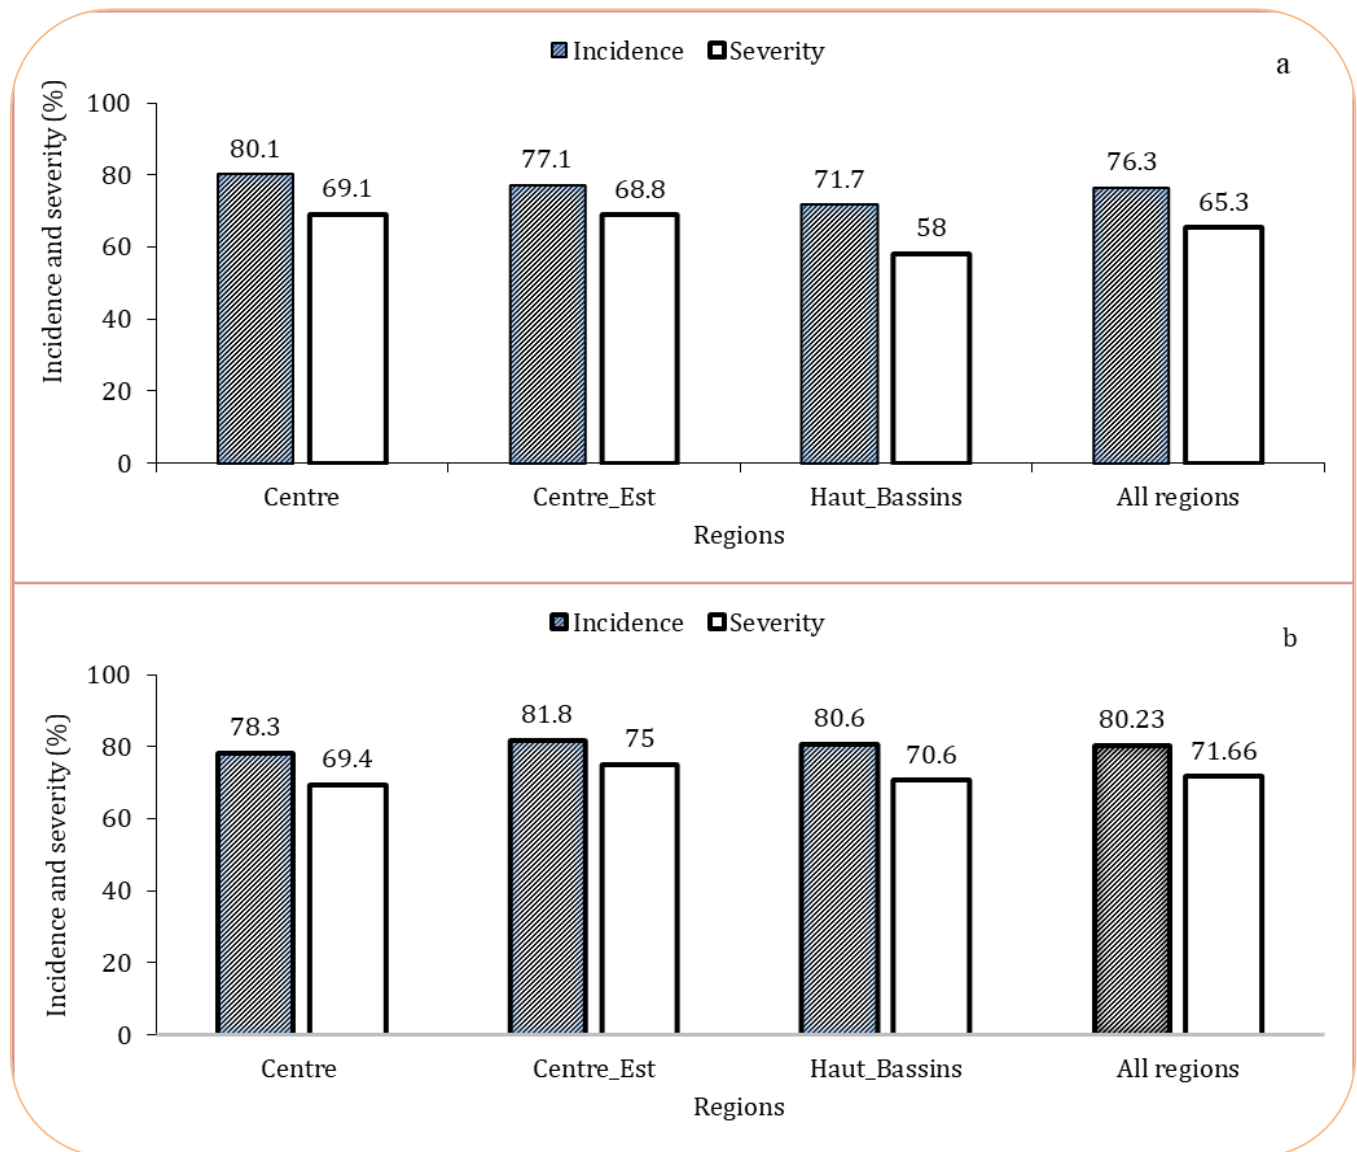 Incidence Severity
a
Incidence and severity (%)
100
80
60
40
20
0
80.1
69.1
77.1
68.8
71.7
58
76.3
65.3
Centre Centre_Est Haut_Bassins All regions
Regions
Incidence Severity
b
Incidence and severity (%)
100
80
60
40
20
0
78.3
69.4
81.8
75
80.6
70.6
80.23
71.66
Centre Centre_Est Haut_Bassins All regions
Regions